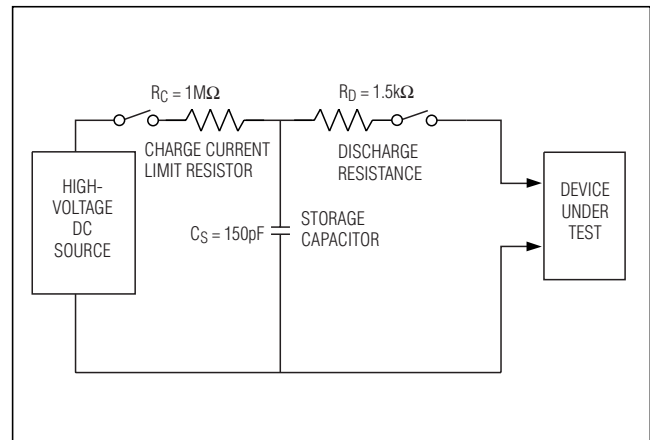 R_C = 1MΩ
R_D = 1.5kΩ
CHARGE CURRENT
LIMIT RESISTOR
DISCHARGE
RESISTANCE
HIGH-
VOLTAGE
DC
SOURCE
C_S = 150pF
STORAGE
CAPACITOR
DEVICE
UNDER
TEST